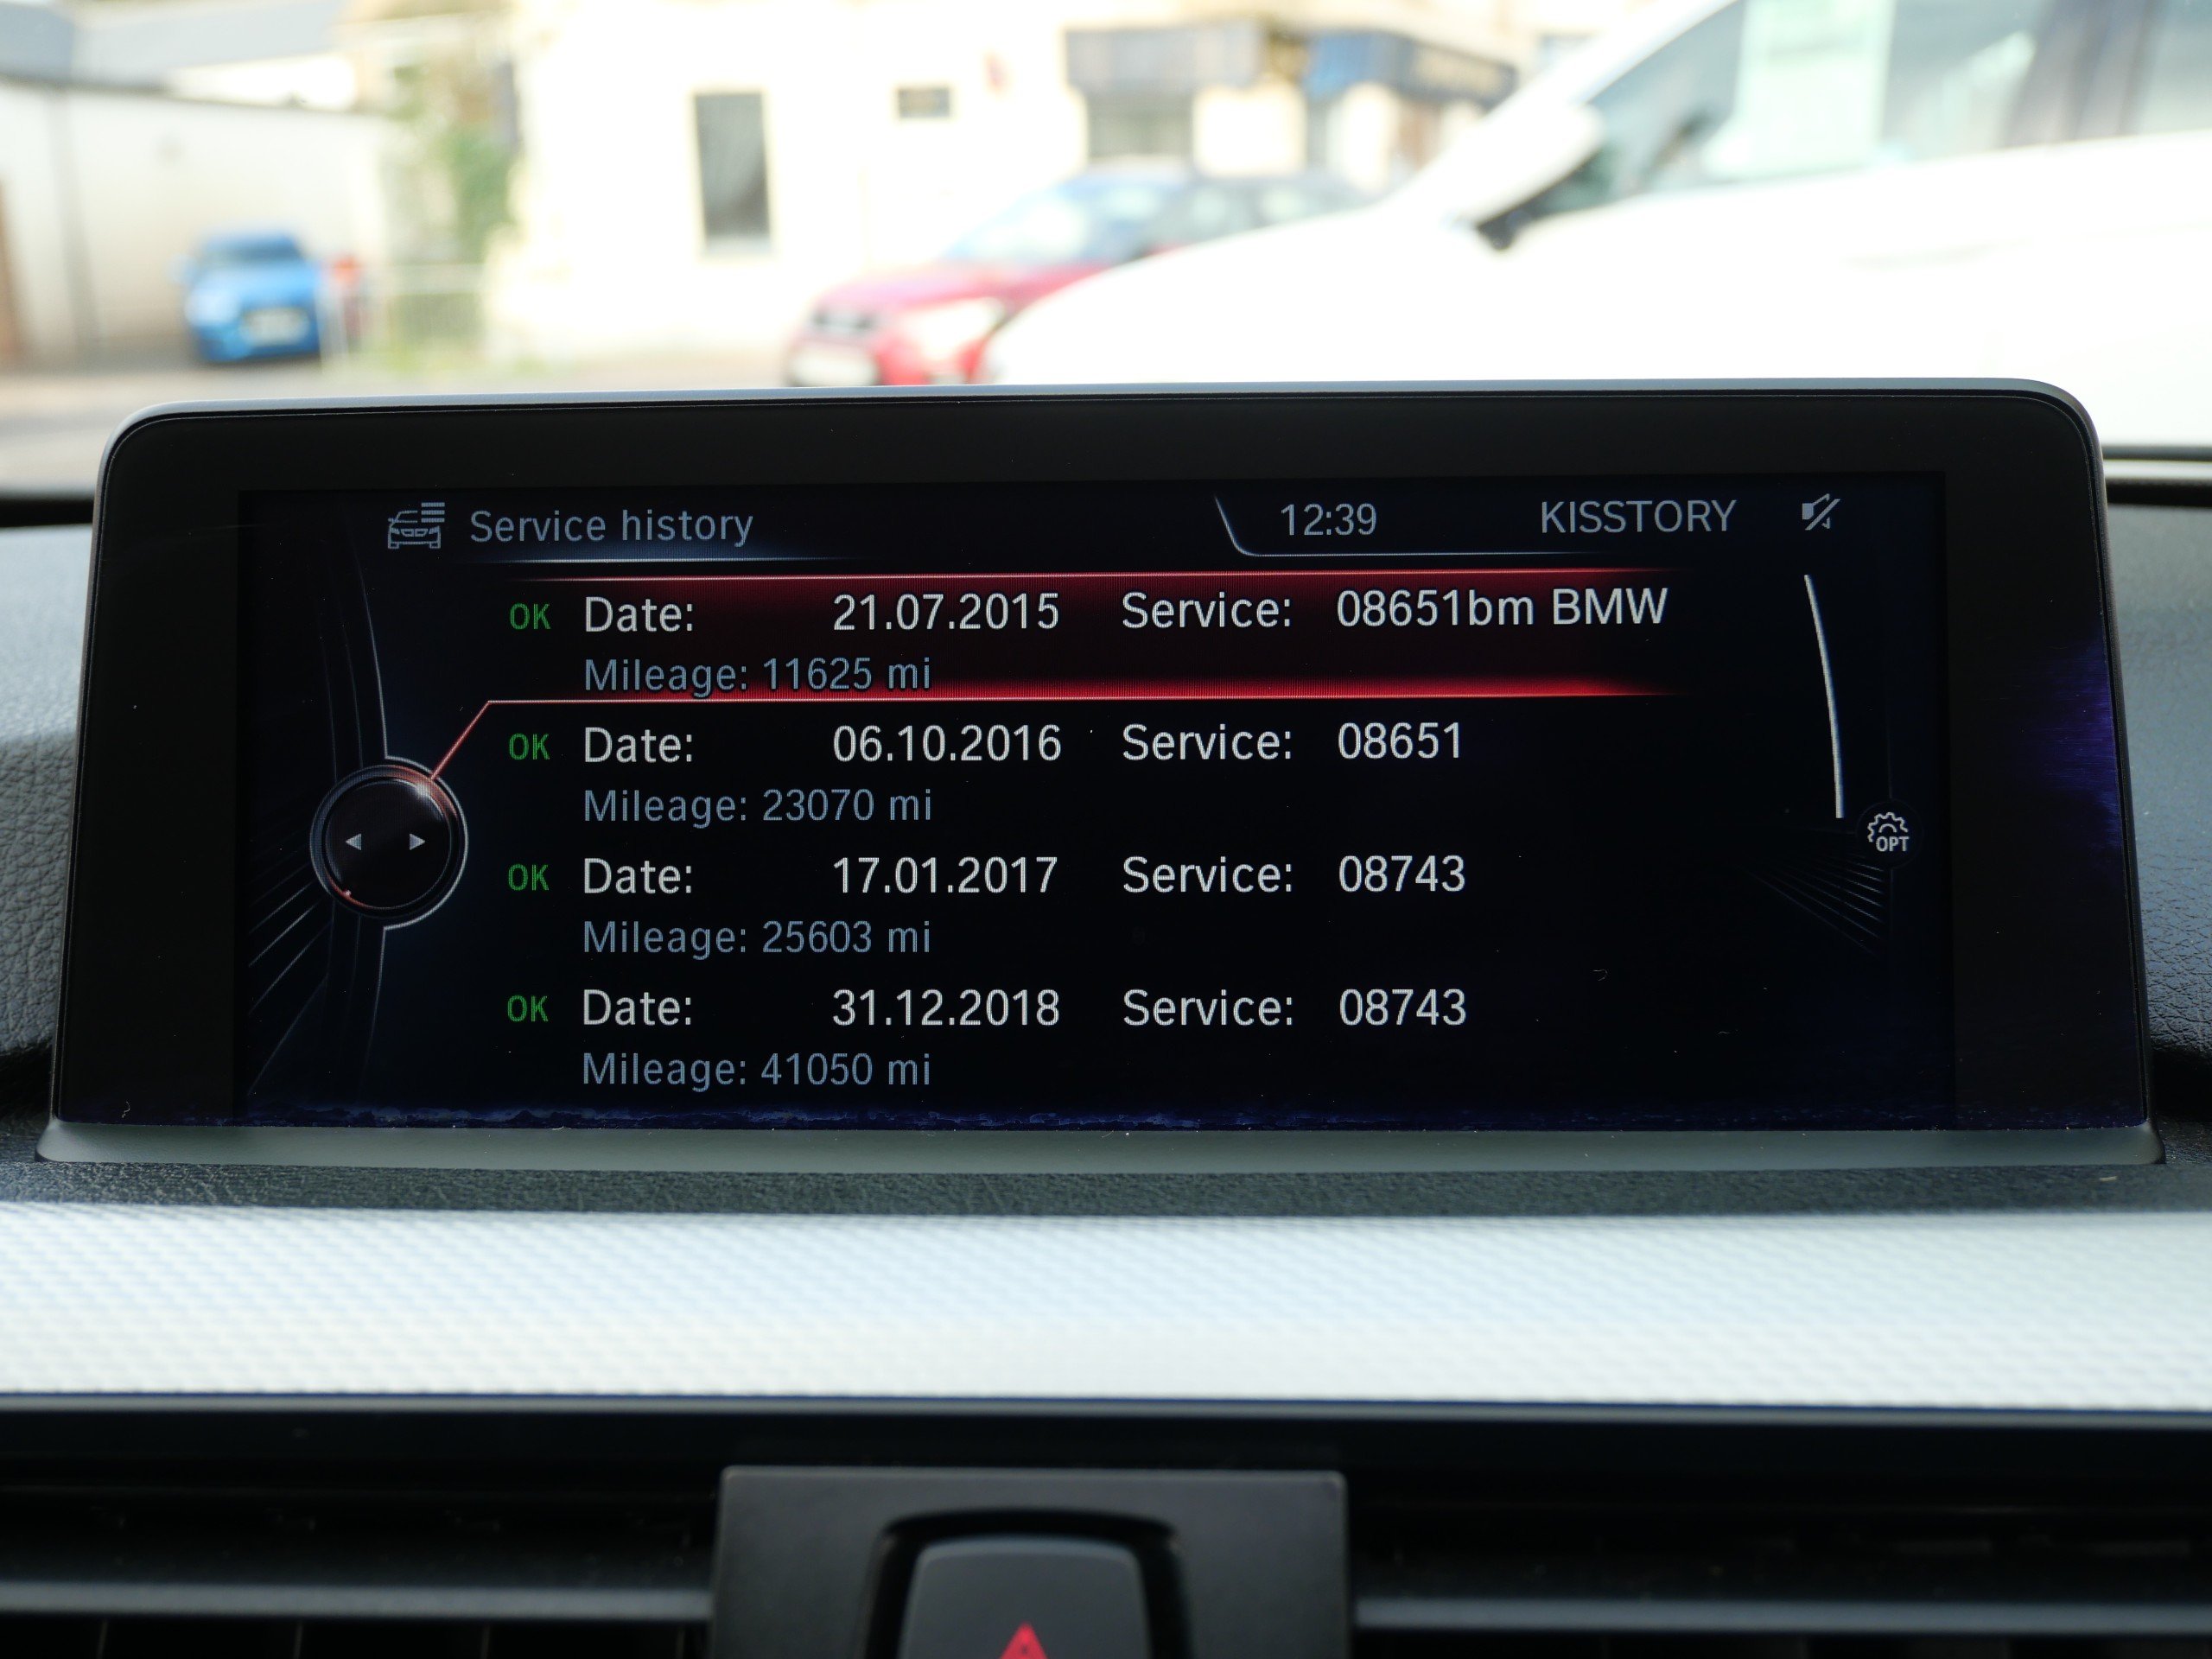 Service history 12:39 KISSTORY
OK Date: 21.07.2015 Service: 08651bm BMW
Mileage: 11625 mi
OK Date: 06.10.2016 Service: 08651
Mileage: 23070 mi
OK Date: 17.01.2017 Service: 08743
Mileage: 25603 mi
OPT
OK Date: 31.12.2018 Service: 08743
Mileage: 41050 mi